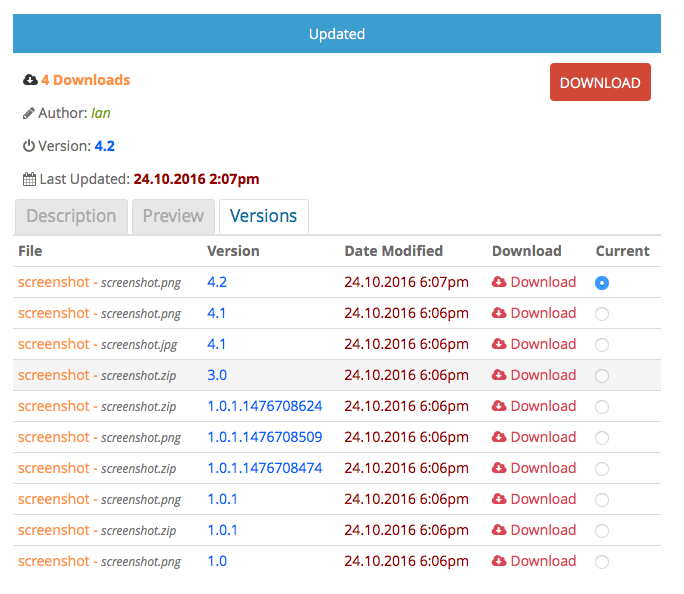 Updated
4 Downloads
DOWNLOAD
Author: Ian
Version: 4.2
Last Updated: 24.10.2016 2:07pm
Description Preview Versions
File Version Date Modified Download Current
screenshot - screenshot.png 4.2 24.10.2016 6:07pm Download
screenshot - screenshot.png 4.1 24.10.2016 6:06pm Download
screenshot - screenshot.jpg 4.1 24.10.2016 6:06pm Download
screenshot - screenshot.zip 3.0 24.10.2016 6:06pm Download
screenshot - screenshot.zip 1.0.1.1476708624 24.10.2016 6:06pm Download
screenshot - screenshot.png 1.0.1.1476708509 24.10.2016 6:06pm Download
screenshot - screenshot.zip 1.0.1.1476708474 24.10.2016 6:06pm Download
screenshot - screenshot.png 1.0.1 24.10.2016 6:06pm Download
screenshot - screenshot.zip 1.0.1 24.10.2016 6:06pm Download
screenshot - screenshot.png 1.0 24.10.2016 6:06pm Download